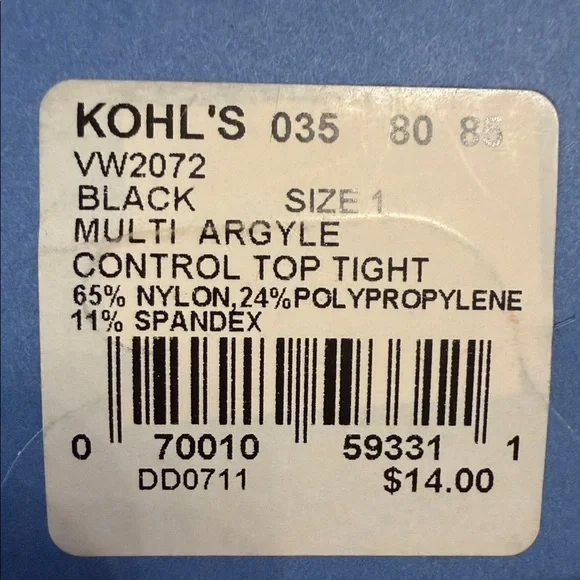 KOHL'S 035 80 85
VW2072
BLACK SIZE 1
MULTI ARGYLE
CONTROL TOP TIGHT
65% NYLON,24%POLYPROPYLENE
11% SPANDEX
0 70010 59331 1
DD0711 $14.00